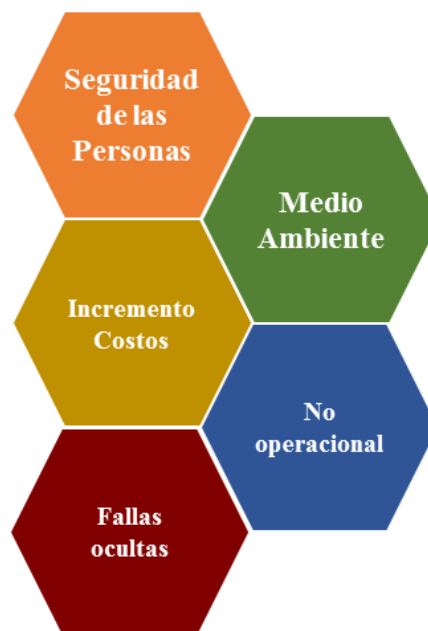 Seguridad
de las
Personas
Medio
Ambiente
Incremento
Costos
No
operacional
Fallas
ocultas